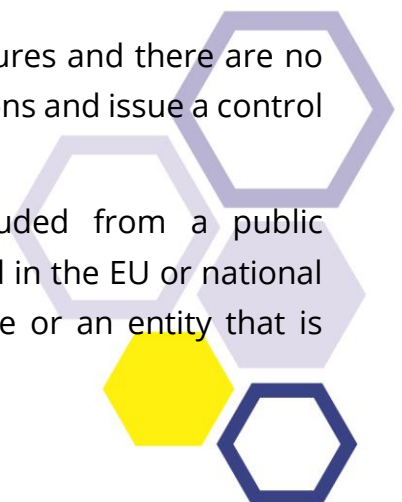 ures and there are no
ons and issue a control
uded from a public
d in the EU or national
e or an entity that is